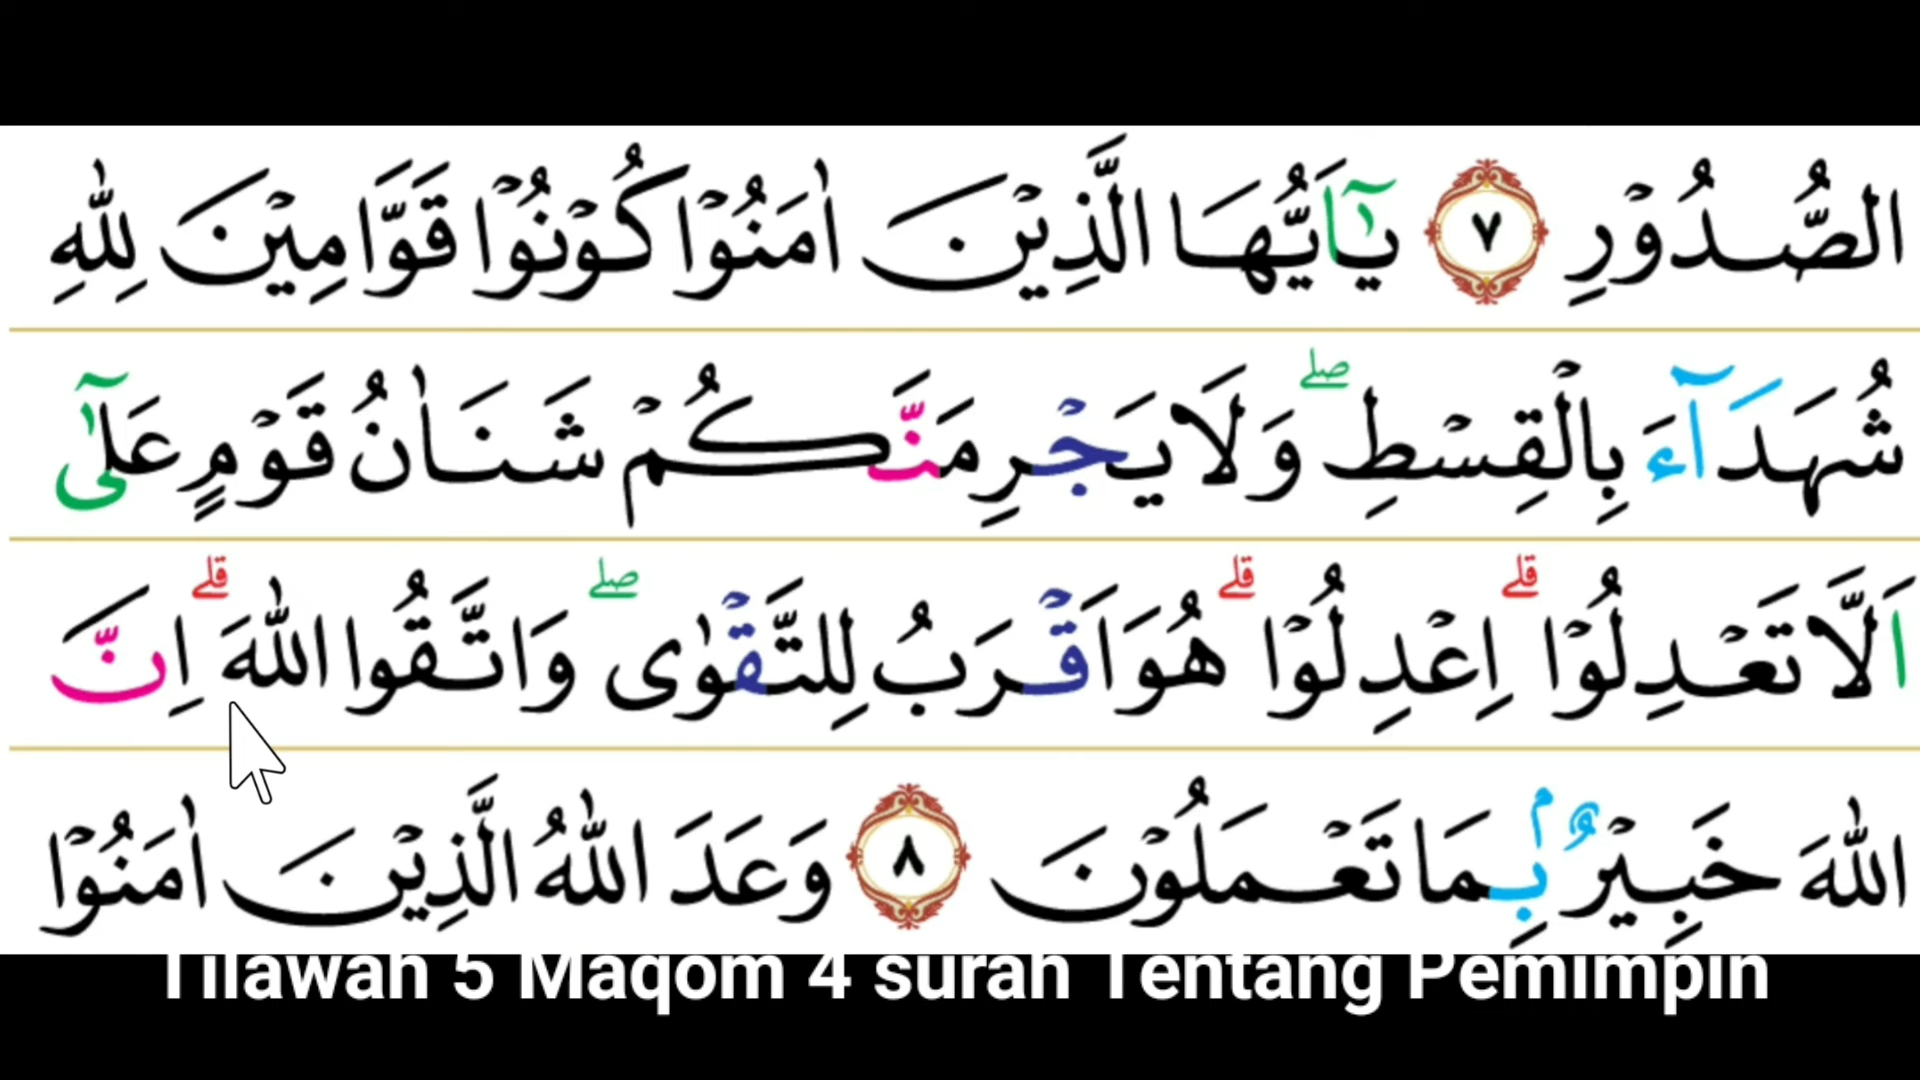 الصُّدُوْرِ ٧ يٰٓاَيُّهَا الَّذِيْنَ اٰمَنُوْا كُوْنُوْا قَوَّامِيْنَ لِلّٰهِ
شُهَدَاۤءَ بِالْقِسْطِۖ وَلَا يَجْرِمَنَّكُمْ شَنَاٰنُ قَوْمٍ عَلٰٓى
اَلَّا تَعْدِلُوْاۗ اِعْدِلُوْاۗ هُوَ اَقْرَبُ لِلتَّقْوٰىۖ وَاتَّقُوا اللّٰهَۗ اِنَّ
اللّٰهَ خَبِيْرٌۢ بِمَا تَعْمَلُوْنَ ٨ وَعَدَ اللّٰهُ الَّذِيْنَ اٰمَنُوْا
Tilawah 5 Maqom 4 surah Tentang Pemimpin